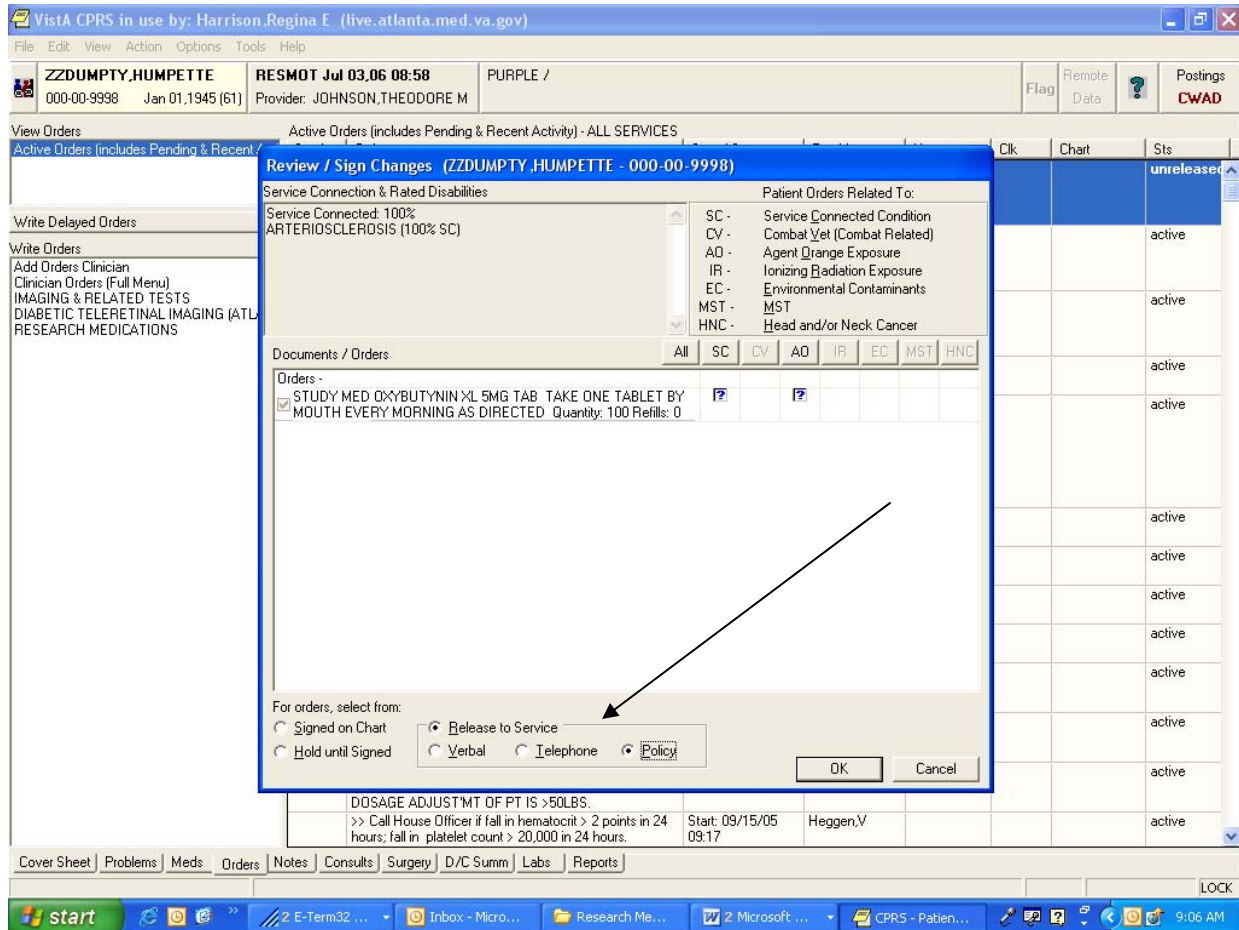 VistA CPRS in use by: Harrison,Regina E (live.atlanta.med.va.gov)
File Edit View Action Options Tools Help
ZZDUMPTY,HUMPETTE RESMOT Jul 03,06 08:58 PURPLE / Flag Remote Data ? Postings
000-00-9998 Jan 01,1945 (61) Provider: JOHNSON,THEODORE M CWAD
View Orders Active Orders (includes Pending & Recent Activity) - ALL SERVICES
Active Orders (includes Pending & Recent Clk Chart Sts
unreleased
Write Delayed Orders
Write Orders
Add Orders Clinician
Clinician Orders (Full Menu)
IMAGING & RELATED TESTS
DIABETIC TELERETINAL IMAGING (ATL
RESEARCH MEDICATIONS
Review / Sign Changes (ZZDUMPTY,HUMPETTE - 000-00-9998)
Service Connection & Rated Disabilities
Service Connected: 100%
ARTERIOSCLEROSIS (100% SC)
Patient Orders Related To:
SC - Service Connected Condition
CV - Combat Vet (Combat Related)
AO - Agent Orange Exposure
IR - Ionizing Radiation Exposure
EC - Environmental Contaminants
MST - MST
HNC - Head and/or Neck Cancer
Documents / Orders All SC CV AO IR EC MST HNC
Orders -
STUDY MED OXYBUTYNIN XL 5MG TAB TAKE ONE TABLET BY ? ?
MOUTH EVERY MORNING AS DIRECTED Quantity: 100 Refills: 0
For orders, select from:
Signed on Chart Release to Service
Hold until Signed Verbal Telephone Policy
OK Cancel
active
active
active
active
active
active
active
active
active
active
active
DOSAGE ADJUST'MT OF PT IS >50LBS.
>> Call House Officer if fall in hematocrit > 2 points in 24 Start: 09/15/05 Heggen,V active
hours; fall in platelet count > 20,000 in 24 hours. 09:17
Cover Sheet Problems Meds Orders Notes Consults Surgery D/C Summ Labs Reports
LOCK
start 2 E-Term32 ... Inbox - Micro... Research Me... 2 Microsoft ... CPRS - Patien... 9:06 AM